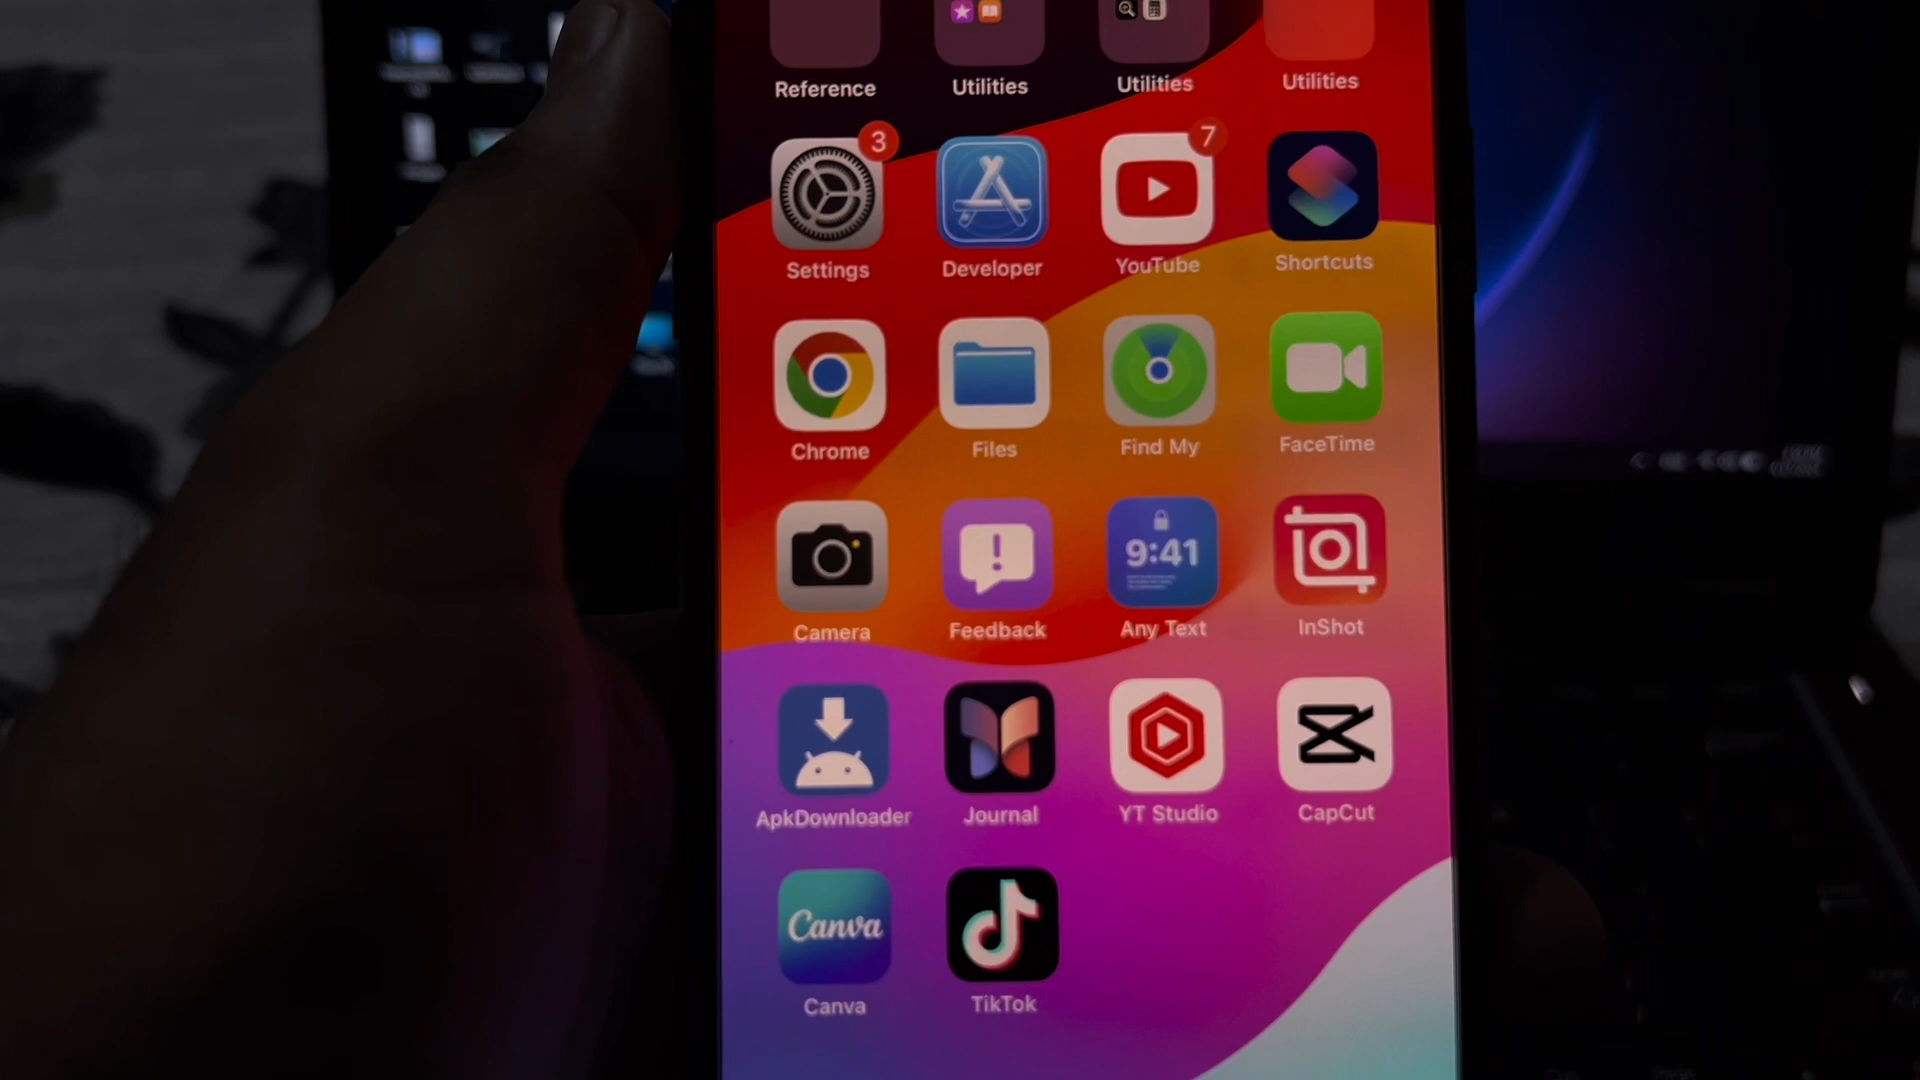 Reference Utilities Utilities Utilities
3 7
Settings Developer YouTube Shortcuts
Chrome Files Find My FaceTime
9:41
Camera Feedback Any Text InShot
ApkDownloader Journal YT Studio CapCut
Canva
Canva TikTok